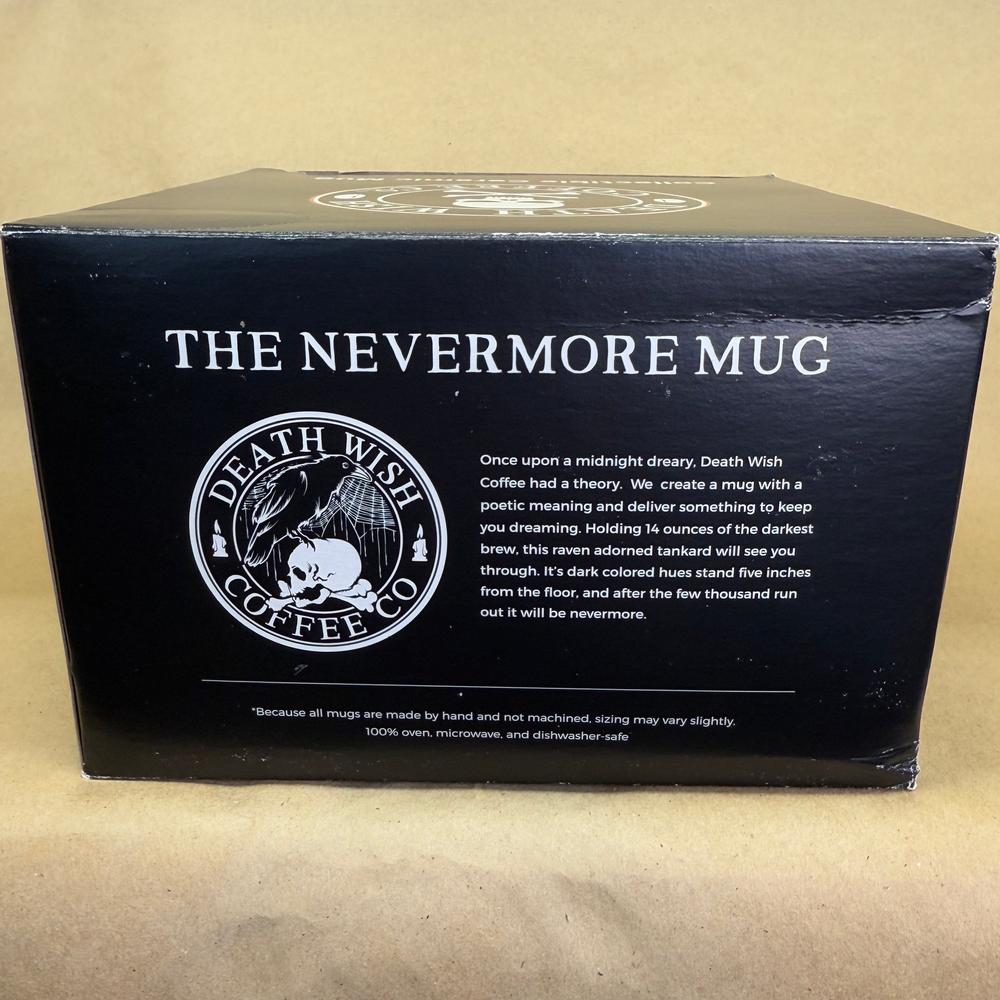 Collectible Ceramic Mug
THE NEVERMORE MUG
DEATH WISH
COFFEE CO
Once upon a midnight dreary, Death Wish
Coffee had a theory. We create a mug with a
poetic meaning and deliver something to keep
you dreaming. Holding 14 ounces of the darkest
brew, this raven adorned tankard will see you
through. It's dark colored hues stand five inches
from the floor, and after the few thousand run
out it will be nevermore.
*Because all mugs are made by hand and not machined, sizing may vary slightly.
100% oven, microwave, and dishwasher-safe